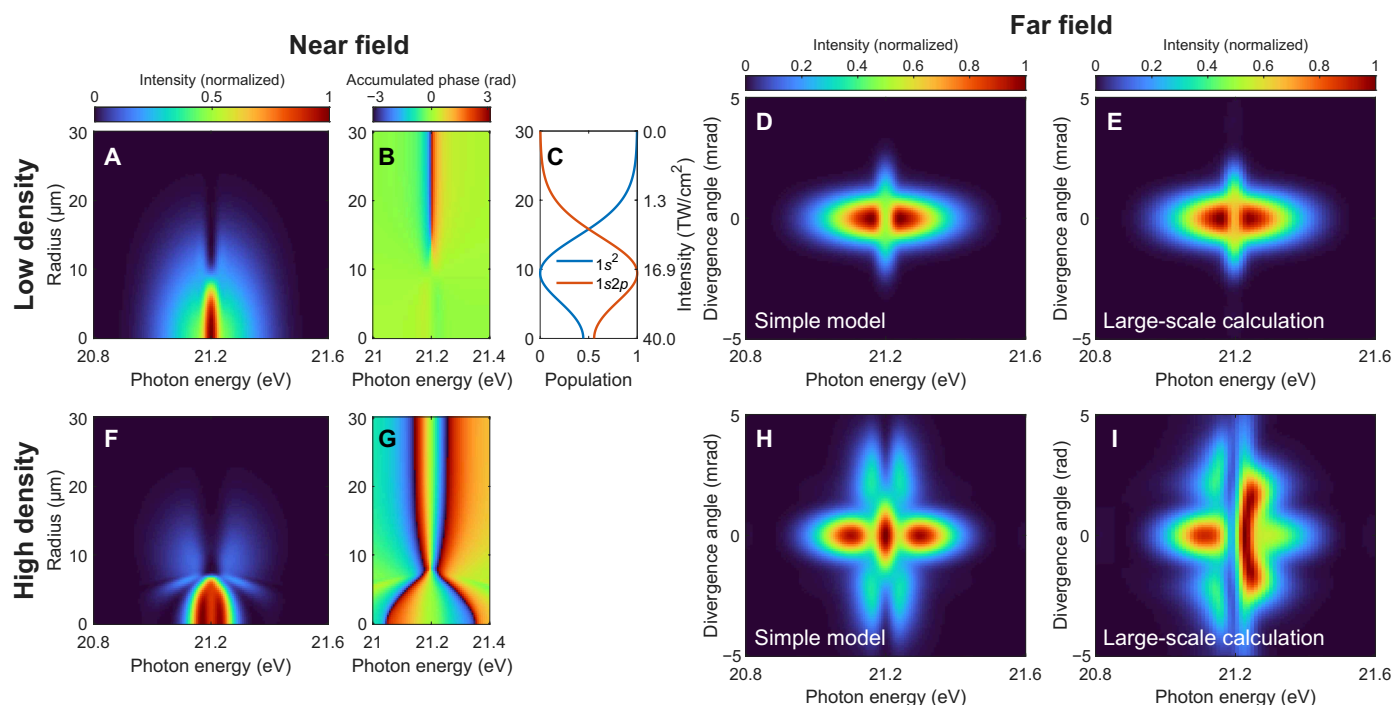 Near field
Far field
Intensity (normalized)
0 0.5 1
Accumulated phase (rad)
−3 0 3
Intensity (normalized)
0 0.2 0.4 0.6 0.8 1
Intensity (normalized)
0 0.2 0.4 0.6 0.8 1
Low density
A
Radius (µm)
30
20
10
0
20.8 21.2 21.6
Photon energy (eV)
B
30
20
10
0
21 21.2 21.4
Photon energy (eV)
C
30
20
10
0
1s²
1s2p
0 0.5 1
Population
0.0
1.3
16.9
40.0
Intensity (TW/cm²)
D
Divergence angle (mrad)
5
0
−5
Simple model
20.8 21.2 21.6
Photon energy (eV)
E
Divergence angle (mrad)
5
0
−5
Large-scale calculation
20.8 21.2 21.6
Photon energy (eV)
High density
F
Radius (µm)
30
20
10
0
20.8 21.2 21.6
Photon energy (eV)
G
30
20
10
0
21 21.2 21.4
Photon energy (eV)
H
Divergence angle (mrad)
5
0
−5
Simple model
20.8 21.2 21.6
Photon energy (eV)
I
Divergence angle (rad)
5
0
−5
Large-scale calculation
20.8 21.2 21.6
Photon energy (eV)